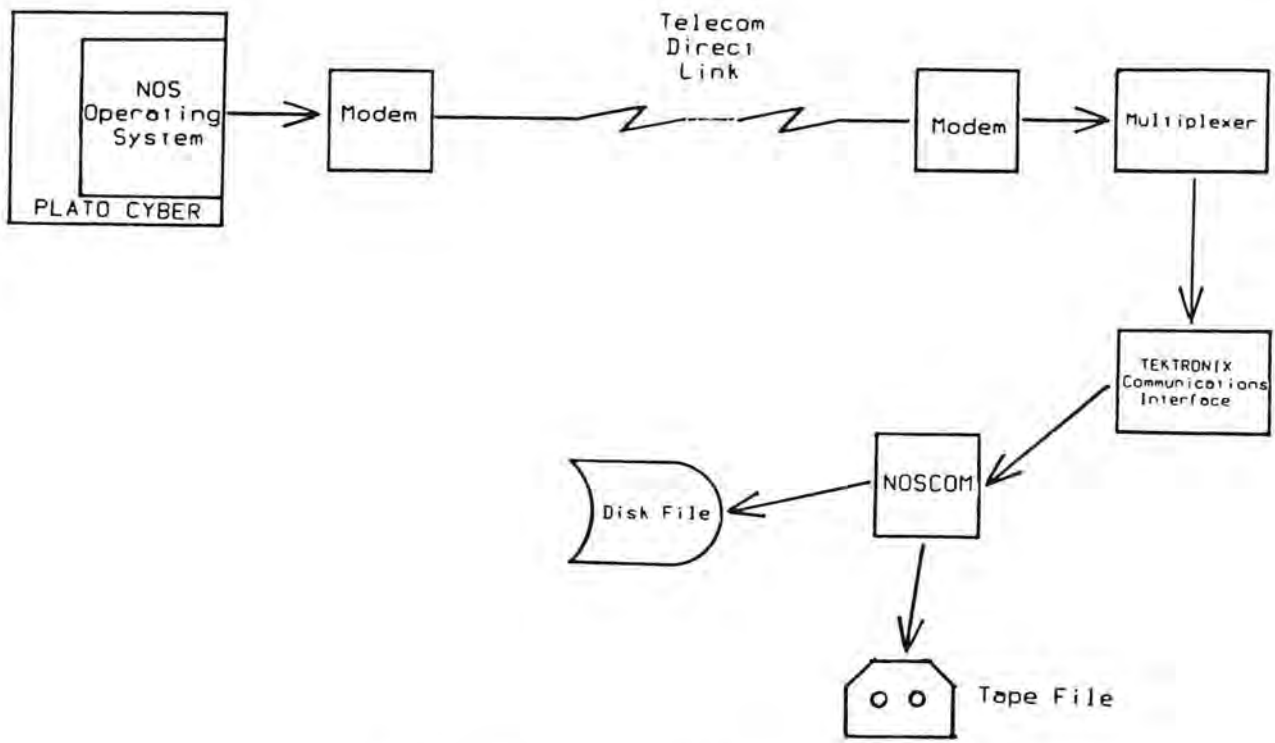 Telecom
Direct
Link
NOS
Operating
System
PLATO CYBER
Modem
Modem
Multiplexer
TEKTRONIX
Communications
Interface
NOSCOM
Disk File
Tape File